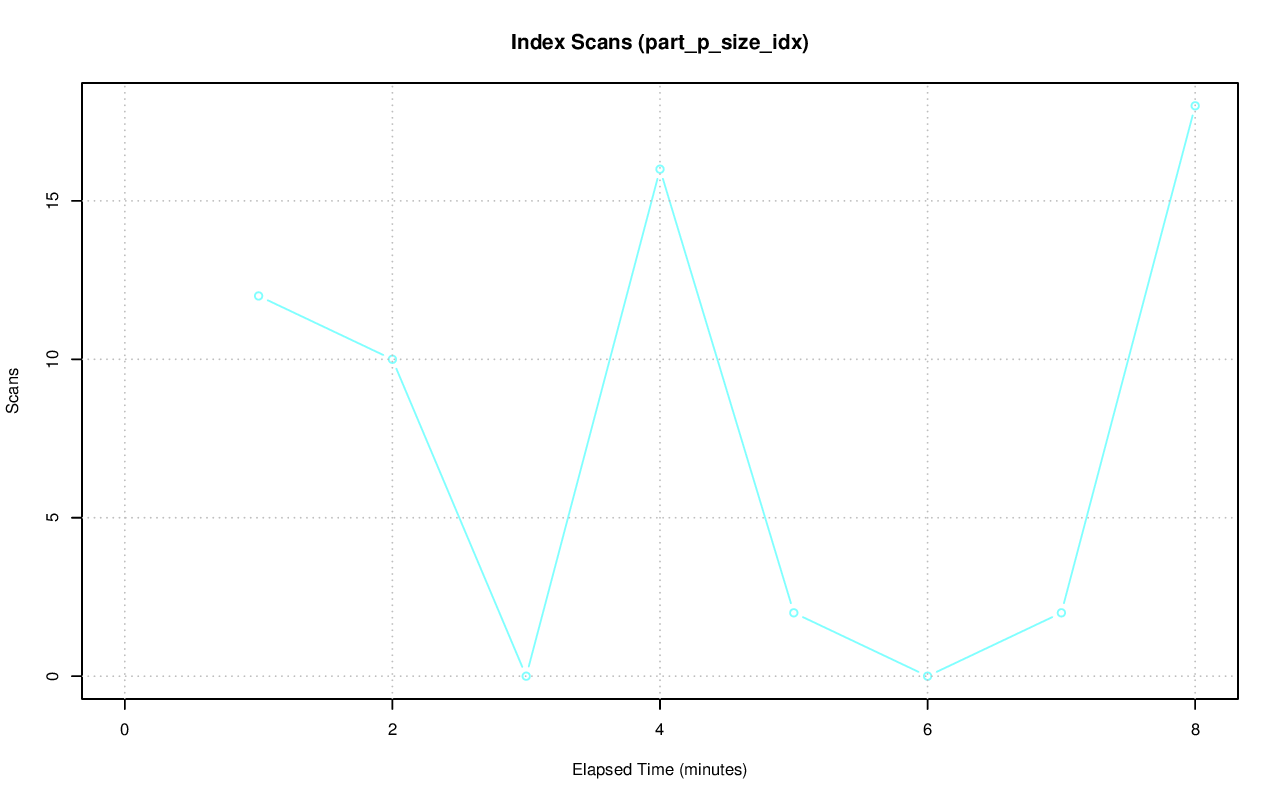 Index Scans (part_p_size_idx)
15
10
5
0
Scans
0 2 4 6 8
Elapsed Time (minutes)